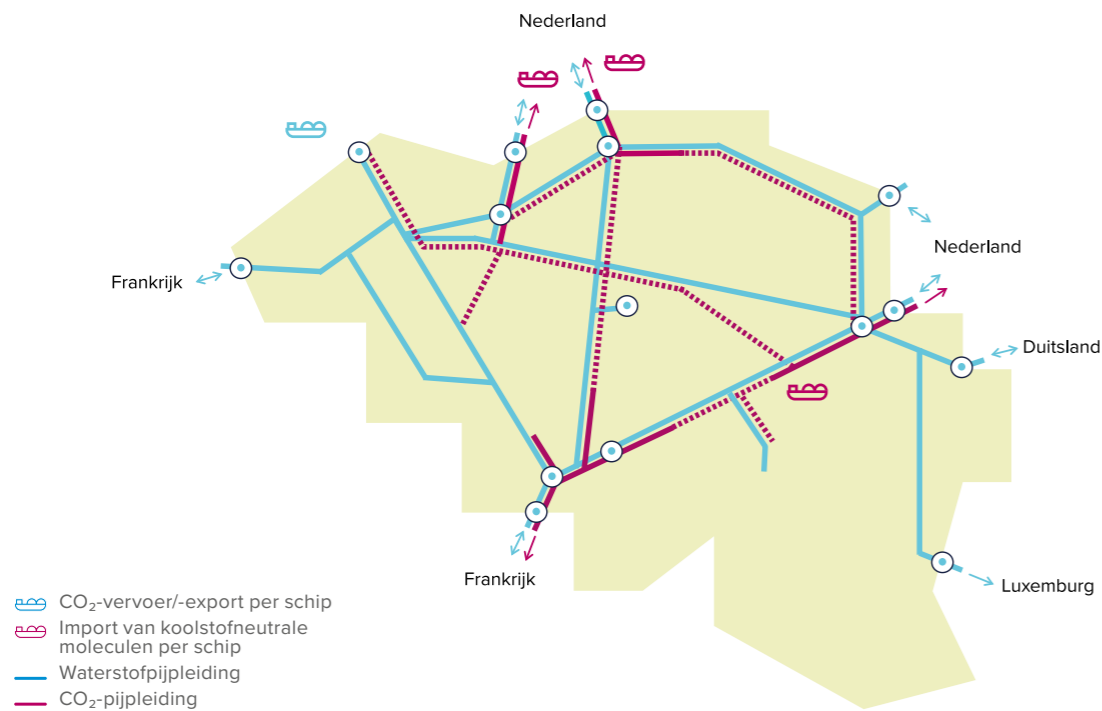 Nederland
Nederland
Frankrijk
Duitsland
Frankrijk
Luxemburg
CO₂-vervoer/-export per schip
Import van koolstofneutrale
moleculen per schip
Waterstofpijpleiding
CO₂-pijpleiding